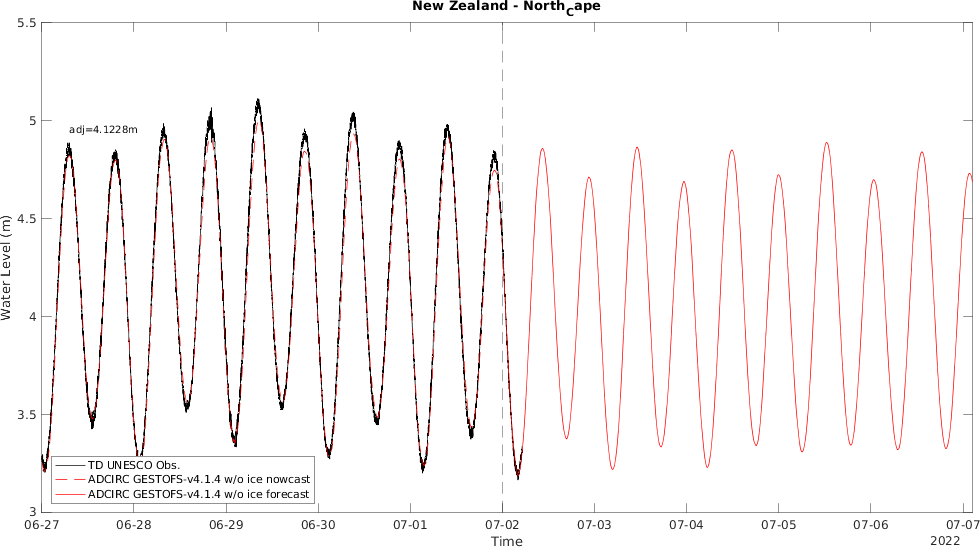 New Zealand - North_Cape
5.5
5
4.5
4
3.5
3
Water Level (m)
adj=4.1228m
TD UNESCO Obs.
ADCIRC GESTOFS-v4.1.4 w/o ice nowcast
ADCIRC GESTOFS-v4.1.4 w/o ice forecast
06-27 06-28 06-29 06-30 07-01 07-02 07-03 07-04 07-05 07-06 07-07
Time
2022